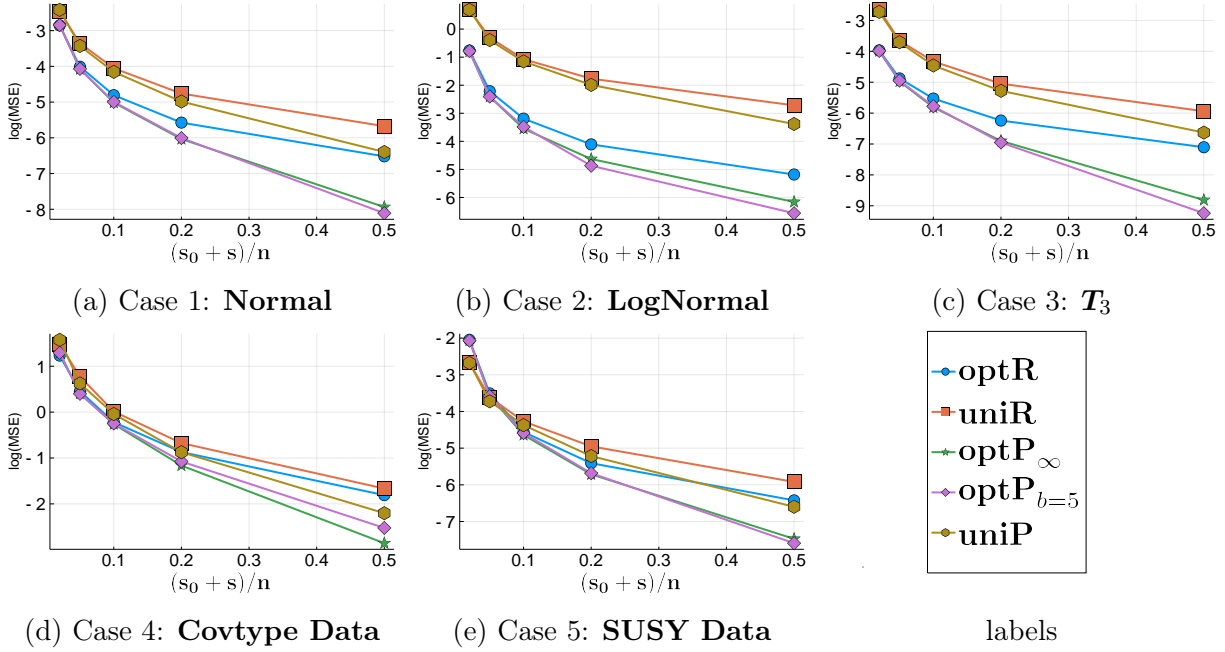 log(MSE)
- 3
- 4
- 5
- 6
- 7
- 8
0.1 0.2 0.3 0.4 0.5
(s₀ + s)/n
(a) Case 1: Normal
log(MSE)
0
- 1
- 2
- 3
- 4
- 5
- 6
0.1 0.2 0.3 0.4 0.5
(s₀ + s)/n
(b) Case 2: LogNormal
log(MSE)
- 3
- 4
- 5
- 6
- 7
- 8
- 9
0.1 0.2 0.3 0.4 0.5
(s₀ + s)/n
(c) Case 3: T₃
log(MSE)
1
0
- 1
- 2
0.1 0.2 0.3 0.4 0.5
(s₀ + s)/n
(d) Case 4: Covtype Data
log(MSE)
- 2
- 3
- 4
- 5
- 6
- 7
0.1 0.2 0.3 0.4 0.5
(s₀ + s)/n
(e) Case 5: SUSY Data
optR
uniR
optP∞
optP b=5
uniP
labels